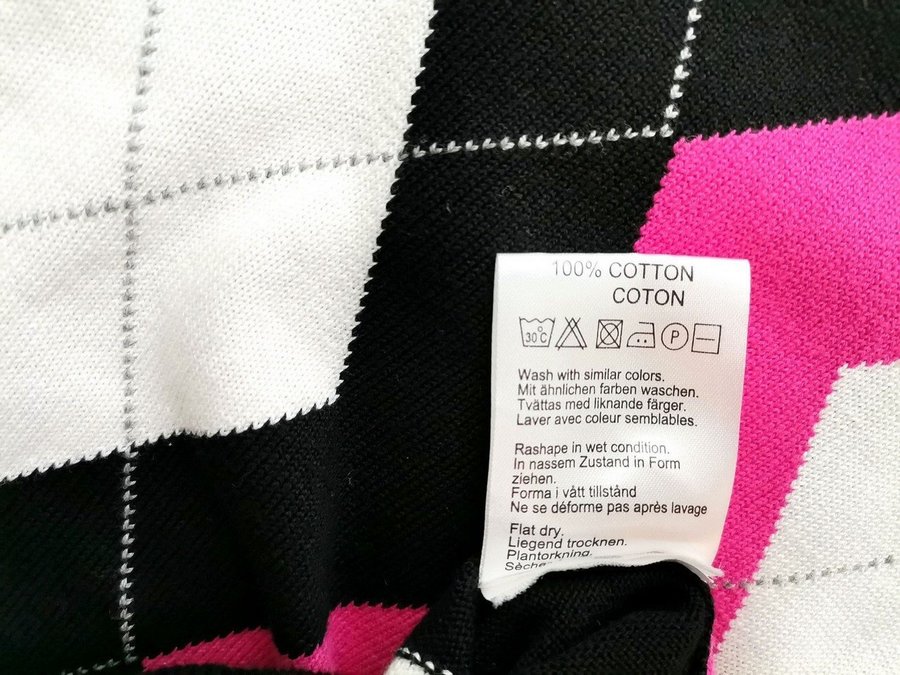 100% COTTON
COTON
30°C P
Wash with similar colors.
Mit ähnlichen farben waschen.
Tvättas med liknande färger.
Laver avec coleur semblables.
Rashape in wet condition.
In nassem Zustand in Form
ziehen.
Forma i vått tillstånd
Ne se déforme pas après lavage
Flat dry.
Liegend trocknen.
Plantorkning.